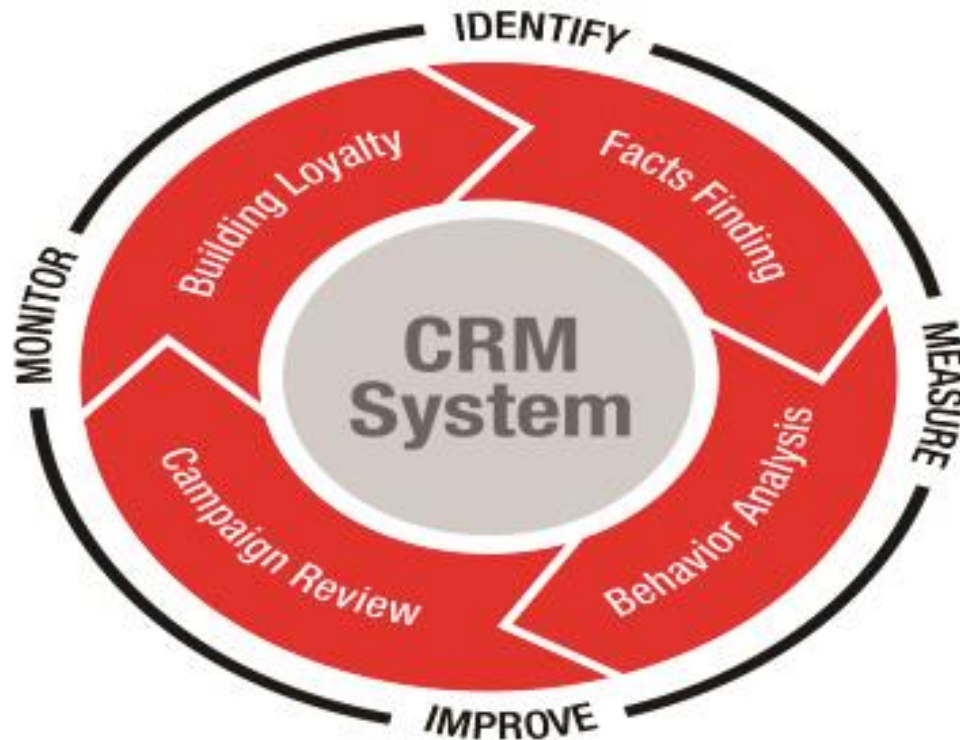 IDENTIFY
Facts Finding
MEASURE
Behavior Analysis
IMPROVE
Campaign Review
MONITOR
Building Loyalty
CRM
System